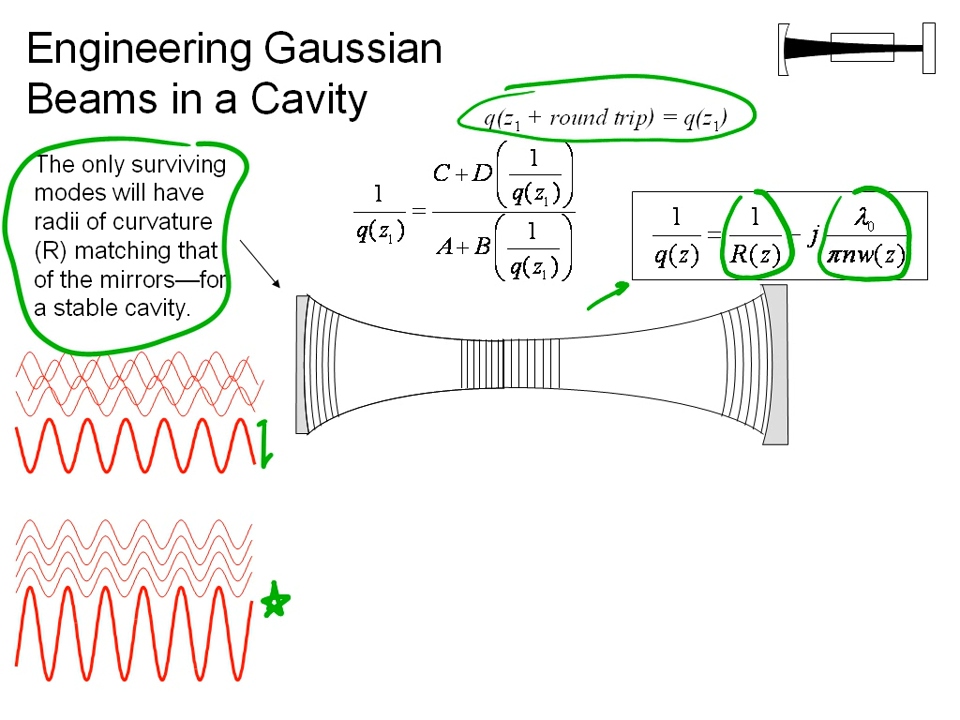 Engineering Gaussian
Beams in a Cavity
q(z₁ + round trip) = q(z₁)
The only surviving
modes will have
radii of curvature
(R) matching that
of the mirrors—for
a stable cavity.
1/q(z₁) = (C + D(1/q(z₁))) / (A + B(1/q(z₁)))
1/q(z) = 1/R(z) − j λ₀/πnw(z)